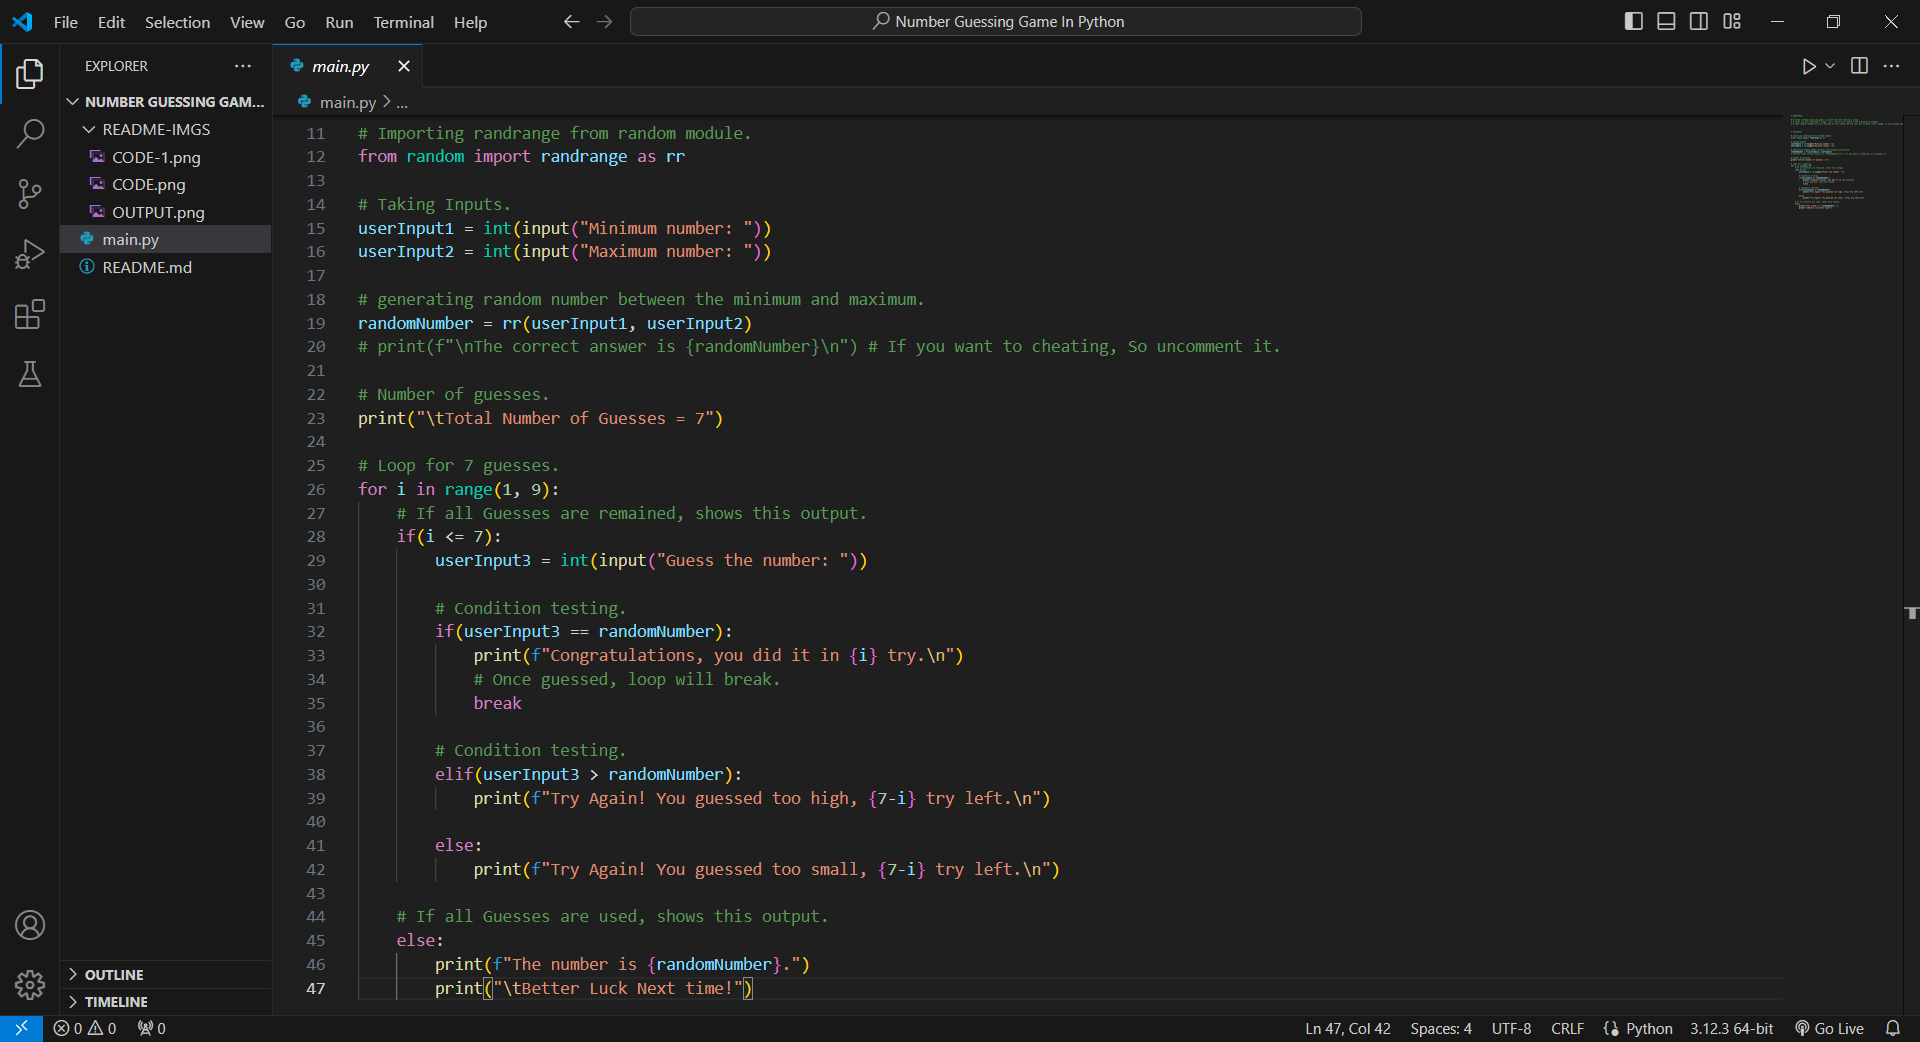 File Edit Selection View Go Run Terminal Help
Number Guessing Game In Python
EXPLORER
NUMBER GUESSING GAM...
README-IMGS
CODE-1.png
CODE.png
OUTPUT.png
main.py
README.md
OUTLINE
TIMELINE
main.py
main.py > ...
11 # Importing randrange from random module.
12 from random import randrange as rr
13
14 # Taking Inputs.
15 userInput1 = int(input("Minimum number: "))
16 userInput2 = int(input("Maximum number: "))
17
18 # generating random number between the minimum and maximum.
19 randomNumber = rr(userInput1, userInput2)
20 # print(f"\nThe correct answer is {randomNumber}\n") # If you want to cheating, So uncomment it.
21
22 # Number of guesses.
23 print("\tTotal Number of Guesses = 7")
24
25 # Loop for 7 guesses.
26 for i in range(1, 9):
27     # If all Guesses are remained, shows this output.
28     if(i <= 7):
29         userInput3 = int(input("Guess the number: "))
30
31         # Condition testing.
32         if(userInput3 == randomNumber):
33             print(f"Congratulations, you did it in {i} try.\n")
34             # Once guessed, loop will break.
35             break
36
37         # Condition testing.
38         elif(userInput3 > randomNumber):
39             print(f"Try Again! You guessed too high, {7-i} try left.\n")
40
41         else:
42             print(f"Try Again! You guessed too small, {7-i} try left.\n")
43
44     # If all Guesses are used, shows this output.
45     else:
46         print(f"The number is {randomNumber}.")
47         print("\tBetter Luck Next time!")
0 0 0 Ln 47, Col 42 Spaces: 4 UTF-8 CRLF Python 3.12.3 64-bit Go Live